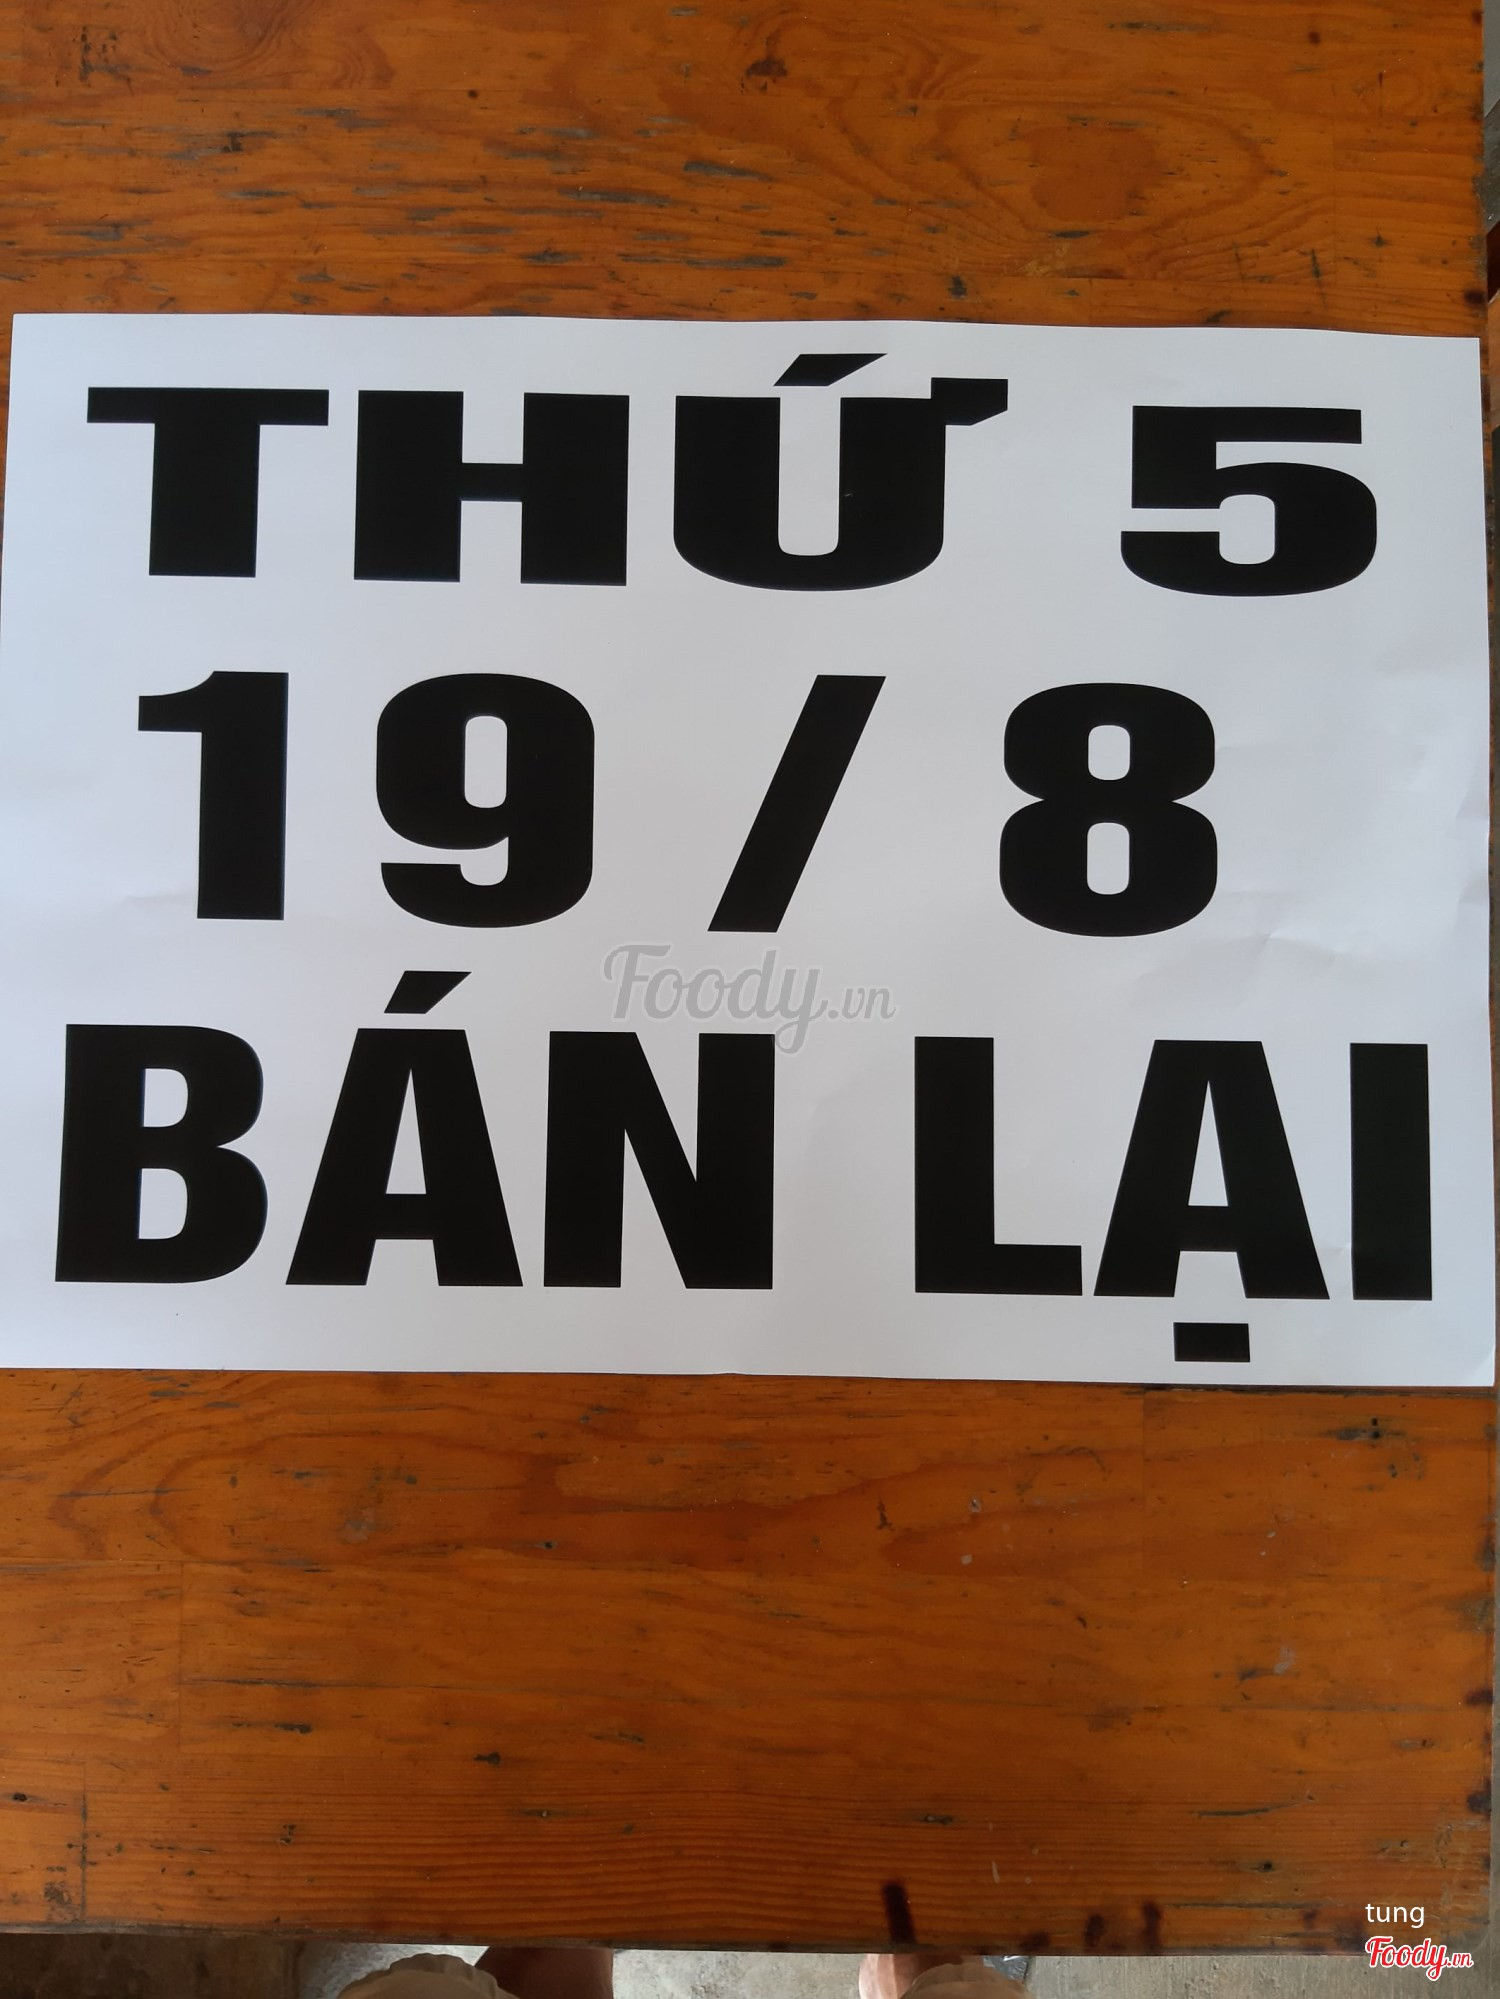 THỨ 5
19 / 8
Foody.vn
BÁN LẠI
tung
Foody.vn